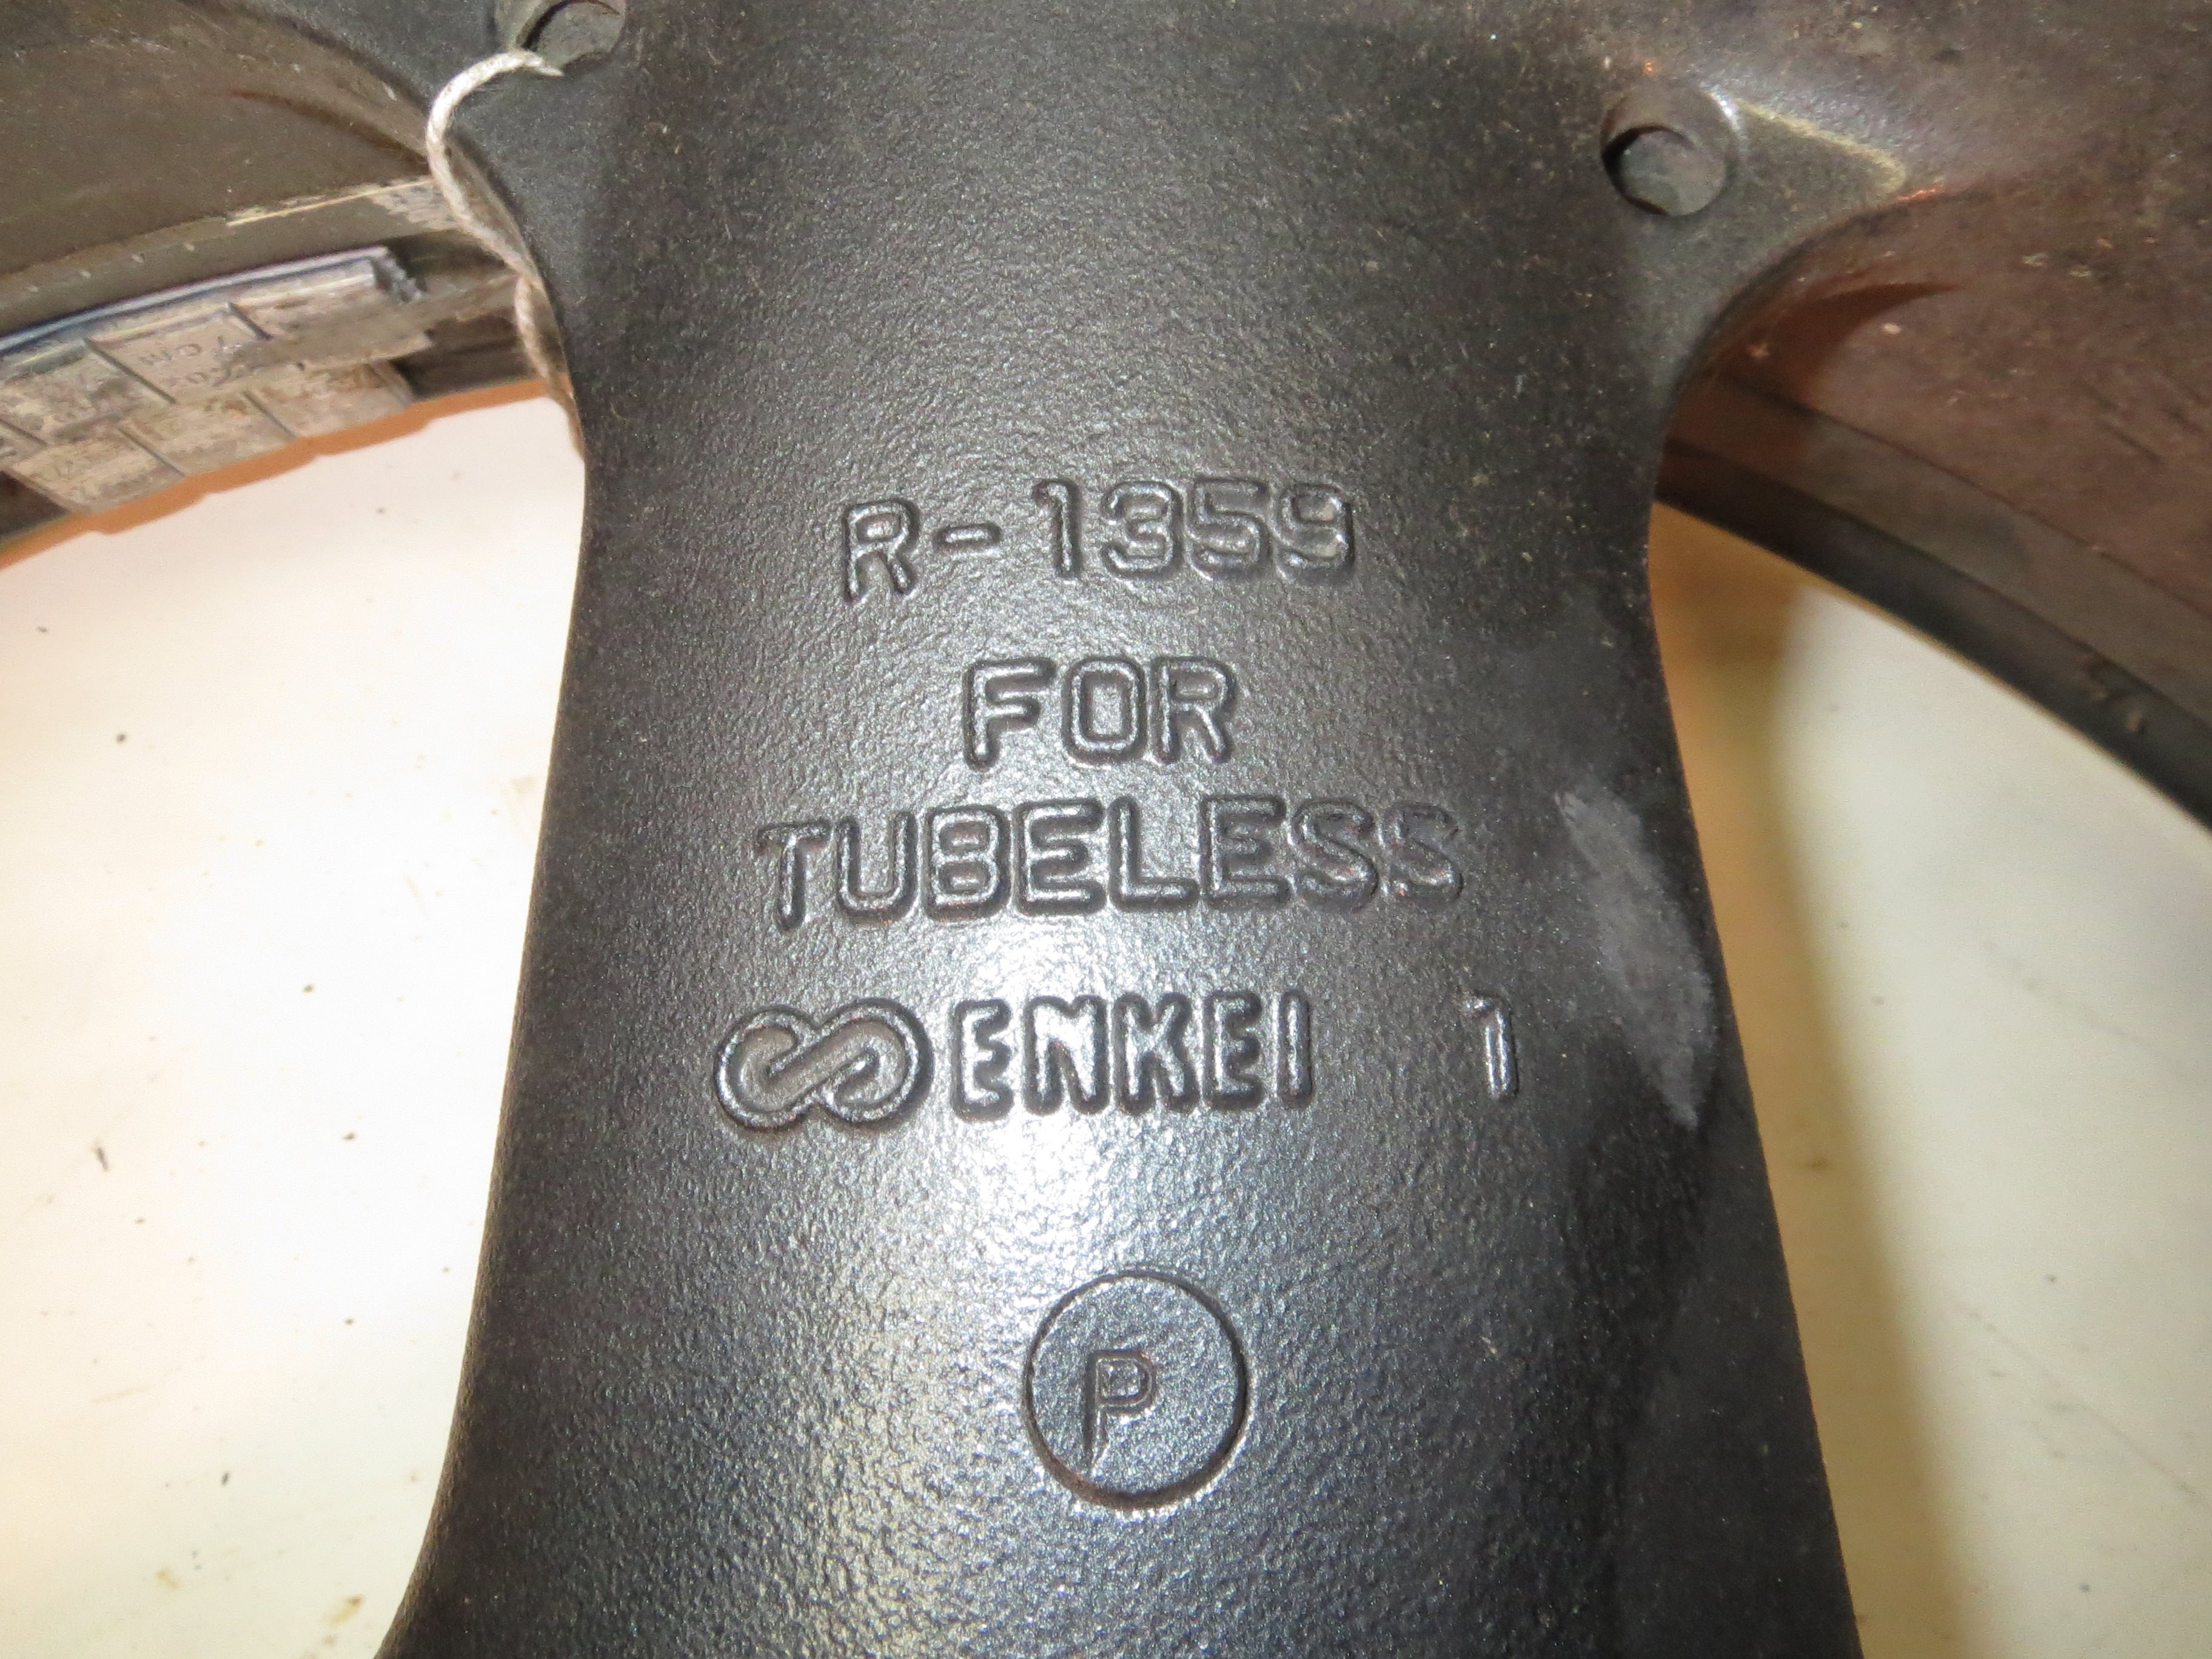 R-1359
FOR
TUBELESS
ENKEI 1
P